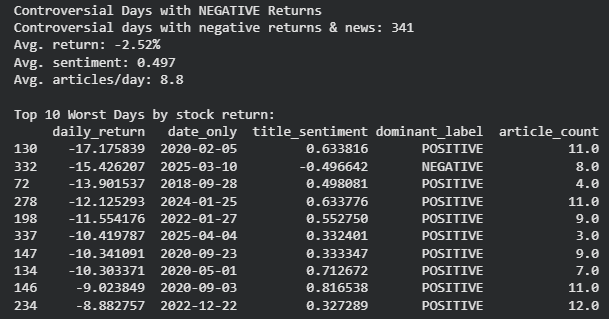 Controversial Days with NEGATIVE Returns
Controversial days with negative returns & news: 341
Avg. return: -2.52%
Avg. sentiment: 0.497
Avg. articles/day: 8.8

Top 10 Worst Days by stock return:
daily_return date_only title_sentiment dominant_label article_count
130 -17.175839 2020-02-05 0.633816 POSITIVE 11.0
332 -15.426207 2025-03-10 -0.496642 NEGATIVE 8.0
72 -13.901537 2018-09-28 0.498081 POSITIVE 4.0
278 -12.125293 2024-01-25 0.633776 POSITIVE 11.0
198 -11.554176 2022-01-27 0.552750 POSITIVE 9.0
337 -10.419787 2025-04-04 0.332401 POSITIVE 3.0
147 -10.341091 2020-09-23 0.333347 POSITIVE 9.0
134 -10.303371 2020-05-01 0.712672 POSITIVE 7.0
146 -9.023849 2020-09-03 0.816538 POSITIVE 11.0
234 -8.882757 2022-12-22 0.327289 POSITIVE 12.0